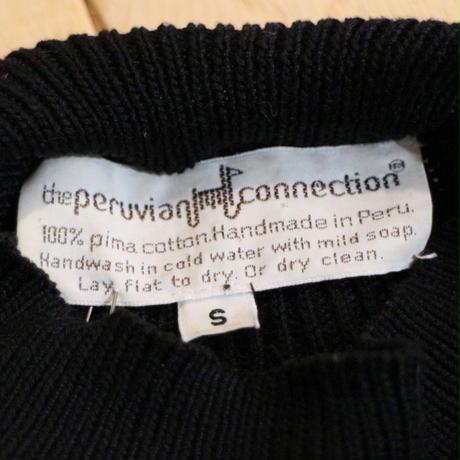 the peruvian connection
100% pima cotton. Handmade in Peru.
Handwash in cold water with mild soap.
Lay flat to dry. Or dry clean.
S